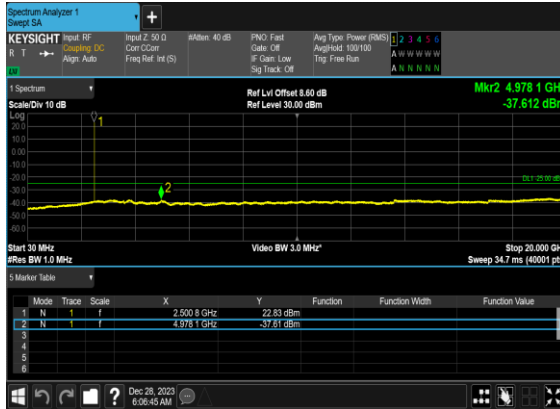 Spectrum Analyzer 1
Swept SA
+
KEYSIGHT Input: RF Input Z: 50 Ω #Atten: 40 dB PNO: Fast Avg Type: Power (RMS) 1 2 3 4 5 6
R T Coupling: DC Corr CCorr Gate: Off Avg|Hold: 100/100 A W W W W W
Align: Auto Freq Ref: Int (S) IF Gain: Low Trig: Free Run
LU Sig Track: Off A N N N N N
1 Spectrum Ref Lvl Offset 8.60 dB Mkr2 4.978 1 GH
Scale/Div 10 dB Ref Level 30.00 dBm -37.612 dBr
Log
20.0
10.0
0.00
-10.0
-20.0
-30.0
-40.0
-50.0
-60.0
1
2
DL1 -25.00 dB
Start 30 MHz Video BW 3.0 MHz* Stop 20.000 GH
#Res BW 1.0 MHz Sweep 34.7 ms (40001 pt
5 Marker Table
Mode Trace Scale X Y Function Function Width Function Value
1 N 1 f 2.500 8 GHz 22.83 dBm
2 N 1 f 4.978 1 GHz -37.61 dBm
3
4
5
6
? Dec 28, 2023
6:06:45 AM